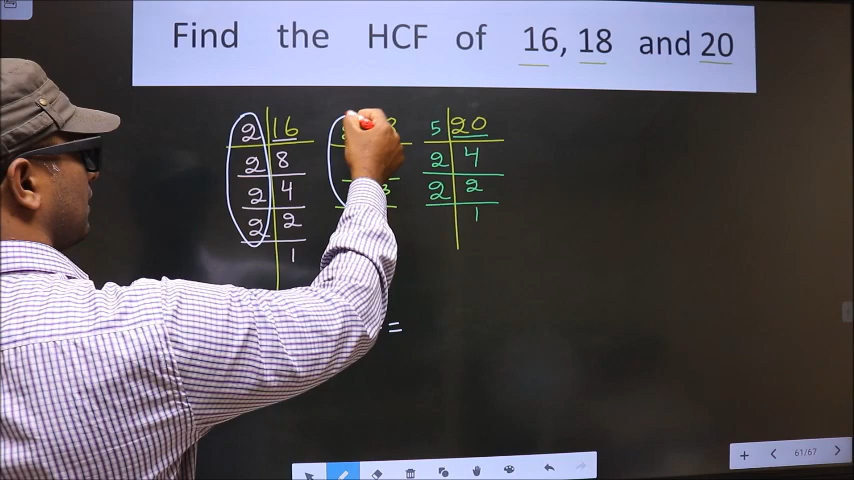 Find the HCF of 16, 18 and 20
2 16 5 20
2 8 2 4
2 4 3 2 2
2 2 1
1
=
61/67